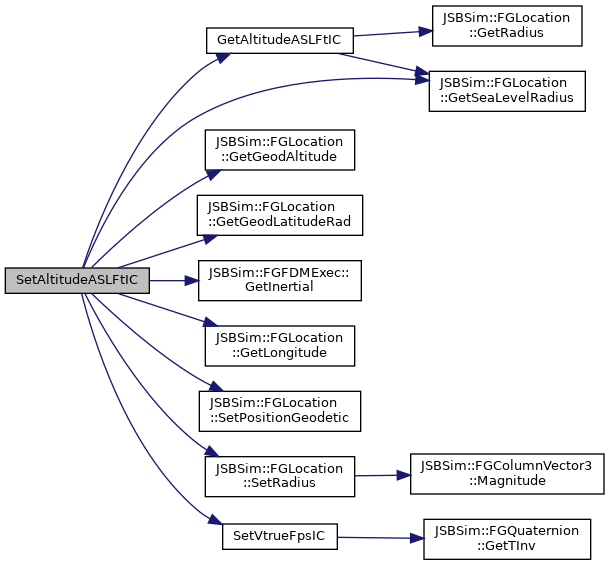 JSBSim::FGLocation
::GetRadius
GetAltitudeASLFtIC
JSBSim::FGLocation
::GetSeaLevelRadius
JSBSim::FGLocation
::GetGeodAltitude
JSBSim::FGLocation
::GetGeodLatitudeRad
SetAltitudeASLFtIC
JSBSim::FGFDMExec::
GetInertial
JSBSim::FGLocation
::GetLongitude
JSBSim::FGLocation
::SetPositionGeodetic
JSBSim::FGLocation
::SetRadius
JSBSim::FGColumnVector3
::Magnitude
SetVtrueFpsIC
JSBSim::FGQuaternion
::GetTInv